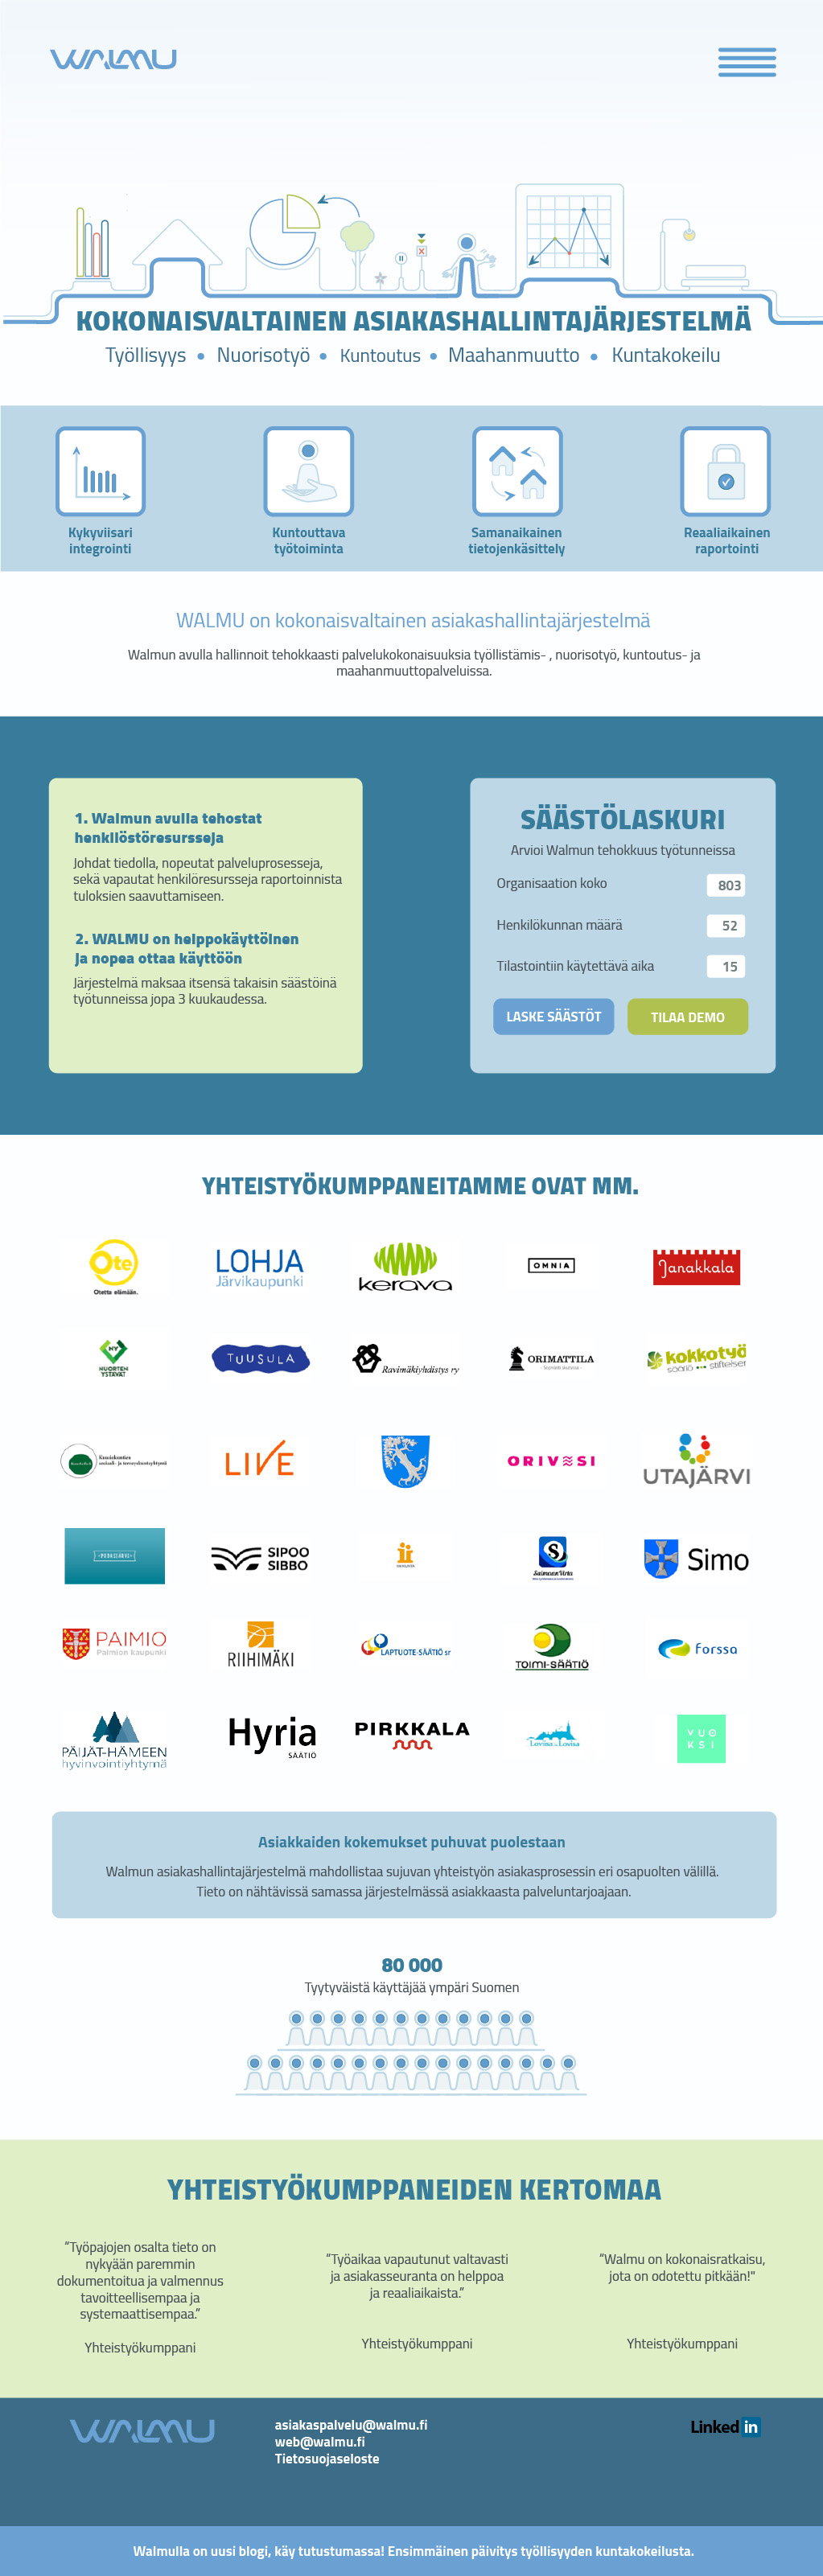 WALMU
KOKONAISVALTAINEN ASIAKASHALLINTAJÄRJESTELMÄ
Työllisyys • Nuorisotyö • Kuntoutus • Maahanmuutto • Kuntakokeilu
Kykyviisari
integrointi
Kuntouttava
työtoiminta
Samanaikainen
tietojenkäsittely
Reaaliaikainen
raportointi
WALMU on kokonaisvaltainen asiakashallintajärjestelmä
Walmun avulla hallinnoit tehokkaasti palvelukokonaisuuksia työllistämis- , nuorisotyö, kuntoutus- ja
maahanmuuttopalveluissa.
1. Walmun avulla tehostat
henkilöstöresursseja
Johdat tiedolla, nopeutat palveluprosesseja,
sekä vapautat henkilöresursseja raportoinnista
tuloksien saavuttamiseen.
2. WALMU on helppokäyttöinen
ja nopea ottaa käyttöön
Järjestelmä maksaa itsensä takaisin säästöinä
työtunneissa jopa 3 kuukaudessa.
SÄÄSTÖLASKURI
Arvioi Walmun tehokkuus työtunneissa
Organisaation koko 803
Henkilökunnan määrä 52
Tilastointiin käytettävä aika 15
LASKE SÄÄSTÖT TILAA DEMO
YHTEISTYÖKUMPPANEITAMME OVAT MM.
Ote
Otetta elämään.
LOHJA
Järvikaupunki
kerava
OMNIA
Janakkala
HY
NUORTEN
YSTÄVÄT
TUUSULA
Ravimäkiyhdistys ry
ORIMATTILA
kokkotyö
säätiö stiftelsen
LIVE
ORIVESI
UTAJÄRVI
PUDASJÄRVI
SIPOO
SIBBO
SaimaanVirta
Simo
PAIMIO
Paimion kaupunki
RIIHIMÄKI
LAPTUOTE-SÄÄTIÖ sr
TOIMI-SÄÄTIÖ
forssa
PÄIJÄT-HÄMEEN
hyvinvointiyhtymä
Hyria
SÄÄTIÖ
PIRKKALA
Loviisa Lovisa
VUO
KSI
Asiakkaiden kokemukset puhuvat puolestaan
Walmun asiakashallintajärjestelmä mahdollistaa sujuvan yhteistyön asiakasprosessin eri osapuolten välillä.
Tieto on nähtävissä samassa järjestelmässä asiakkaasta palveluntarjoajaan.
80 000
Tyytyväistä käyttäjää ympäri Suomen
YHTEISTYÖKUMPPANEIDEN KERTOMAA
”Työpajojen osalta tieto on
nykyään paremmin
dokumentoitua ja valmennus
tavoitteellisempaa ja
systemaattisempaa.”
Yhteistyökumppani
”Työaikaa vapautunut valtavasti
ja asiakasseuranta on helppoa
ja reaaliaikaista.”
Yhteistyökumppani
”Walmu on kokonaisratkaisu,
jota on odotettu pitkään!"
Yhteistyökumppani
WALMU
asiakaspalvelu@walmu.fi
web@walmu.fi
Tietosuojaseloste
Linked in
Walmulla on uusi blogi, käy tutustumassa! Ensimmäinen päivitys työllisyyden kuntakokeilusta.